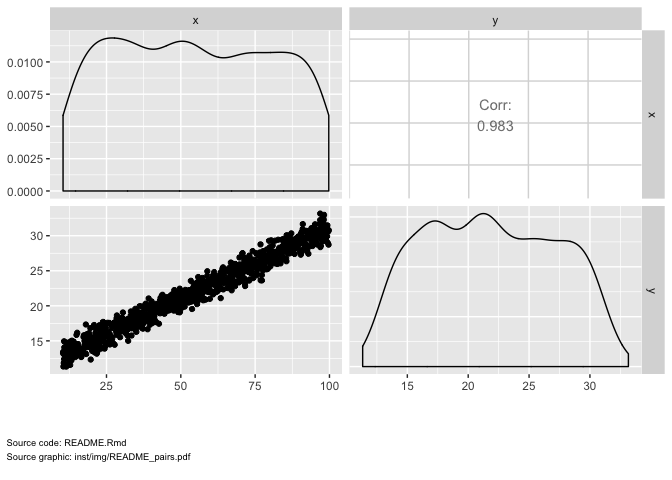 x
y
0.0100
0.0075
0.0050
0.0025
0.0000
Corr:
0.983
x
30
25
20
15
y
25
50
75
100
15
20
25
30
Source code: README.Rmd
Source graphic: inst/img/README_pairs.pdf